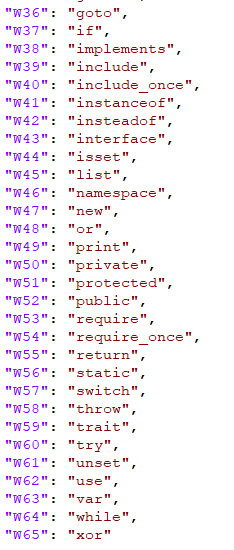 "W36": "goto",
"W37": "if",
"W38": "implements",
"W39": "include",
"W40": "include_once",
"W41": "instanceof",
"W42": "insteadof",
"W43": "interface",
"W44": "isset",
"W45": "list",
"W46": "namespace",
"W47": "new",
"W48": "or",
"W49": "print",
"W50": "private",
"W51": "protected",
"W52": "public",
"W53": "require",
"W54": "require_once",
"W55": "return",
"W56": "static",
"W57": "switch",
"W58": "throw",
"W59": "trait",
"W60": "try",
"W61": "unset",
"W62": "use",
"W63": "var",
"W64": "while",
"W65": "xor"